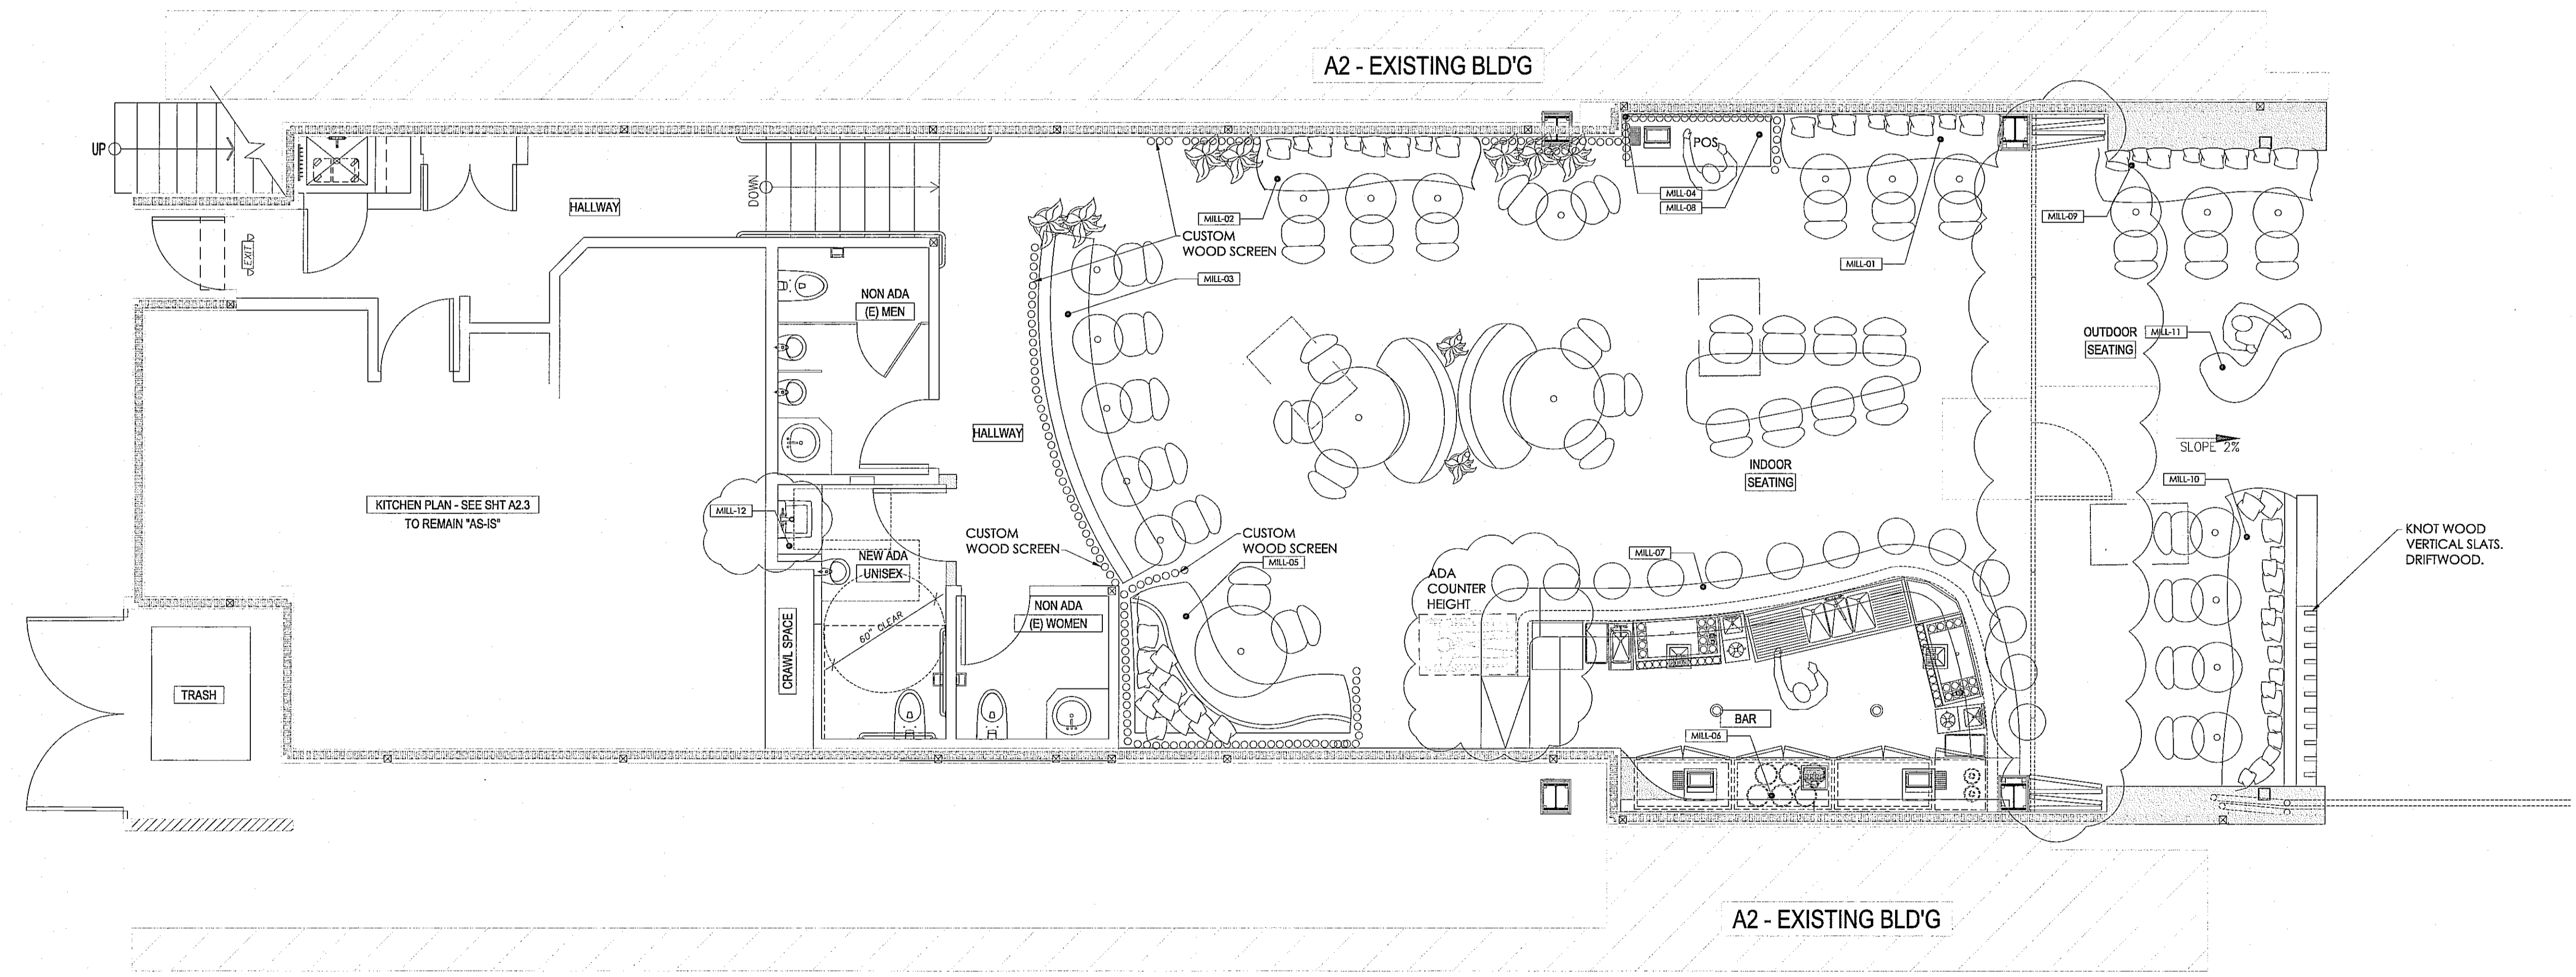 A2 - EXISTING BLD'G
UP
EXIT
HALLWAY
DOWN
MILL-02
CUSTOM
WOOD SCREEN
MILL-03
POS
MILL-04
MILL-08
MILL-01
MILL-09
NON ADA
(E) MEN
HALLWAY
OUTDOOR
SEATING
MILL-11
SLOPE 2%
INDOOR
SEATING
MILL-10
KITCHEN PLAN - SEE SHT A2.3
TO REMAIN "AS-IS"
MILL-12
CUSTOM
WOOD SCREEN
CUSTOM
WOOD SCREEN
MILL-05
NEW ADA
UNISEX
60" CLEAR
NON ADA
(E) WOMEN
CRAWL SPACE
ADA
COUNTER
HEIGHT
MILL-07
KNOT WOOD
VERTICAL SLATS.
DRIFTWOOD.
TRASH
BAR
MILL-06
A2 - EXISTING BLD'G